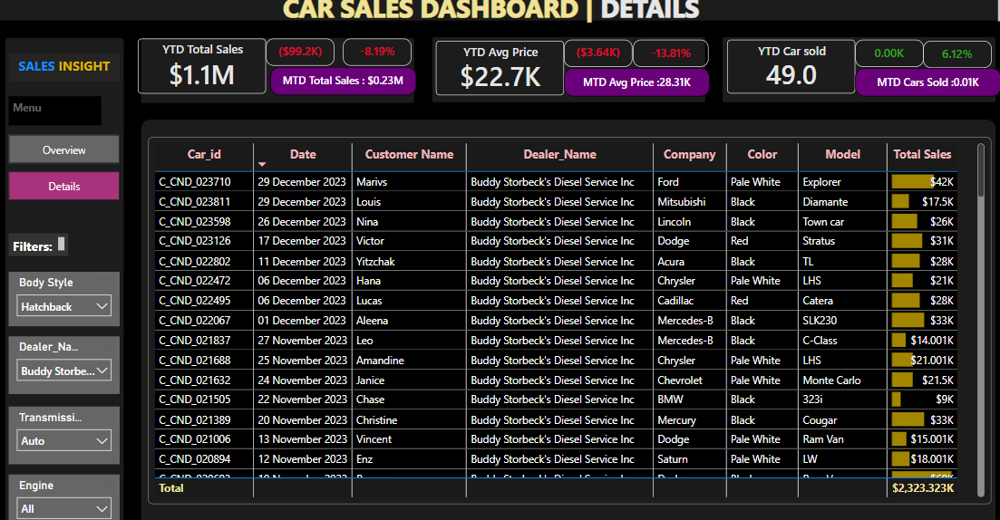 CAR SALES DASHBOARD | DETAILS
SALES INSIGHT
Menu
Overview
Details
Filters:
Body Style
Hatchback
Dealer_Na...
Buddy Storbe...
Transmissi...
Auto
Engine
All
YTD Total Sales
$1.1M
($99.2K)
-8.19%
MTD Total Sales : $0.23M
YTD Avg Price
$22.7K
($3.64K)
-13.81%
MTD Avg Price :28.31K
YTD Car sold
49.0
0.00K
6.12%
MTD Cars Sold :0.01K
Car_id Date Customer Name Dealer_Name Company Color Model Total Sales
C_CND_023710 29 December 2023 Marivs Buddy Storbeck's Diesel Service Inc Ford Pale White Explorer $42K
C_CND_023811 29 December 2023 Louis Buddy Storbeck's Diesel Service Inc Mitsubishi Black Diamante $17.5K
C_CND_023598 26 December 2023 Nina Buddy Storbeck's Diesel Service Inc Lincoln Black Town car $26K
C_CND_023126 17 December 2023 Victor Buddy Storbeck's Diesel Service Inc Dodge Red Stratus $31K
C_CND_022802 11 December 2023 Yitzchak Buddy Storbeck's Diesel Service Inc Acura Black TL $28K
C_CND_022472 06 December 2023 Hana Buddy Storbeck's Diesel Service Inc Chrysler Pale White LHS $21K
C_CND_022495 06 December 2023 Lucas Buddy Storbeck's Diesel Service Inc Cadillac Red Catera $28K
C_CND_022067 01 December 2023 Aleena Buddy Storbeck's Diesel Service Inc Mercedes-B Black SLK230 $33K
C_CND_021837 27 November 2023 Leo Buddy Storbeck's Diesel Service Inc Mercedes-B Black C-Class $14.001K
C_CND_021688 25 November 2023 Amandine Buddy Storbeck's Diesel Service Inc Chrysler Pale White LHS $21.001K
C_CND_021632 24 November 2023 Janice Buddy Storbeck's Diesel Service Inc Chevrolet Pale White Monte Carlo $21.5K
C_CND_021505 22 November 2023 Chase Buddy Storbeck's Diesel Service Inc BMW Black 323i $9K
C_CND_021389 20 November 2023 Christine Buddy Storbeck's Diesel Service Inc Mercury Black Cougar $33K
C_CND_021006 13 November 2023 Vincent Buddy Storbeck's Diesel Service Inc Dodge Pale White Ram Van $15.001K
C_CND_020894 12 November 2023 Enz Buddy Storbeck's Diesel Service Inc Saturn Pale White LW $18.001K
Total $2,323.323K